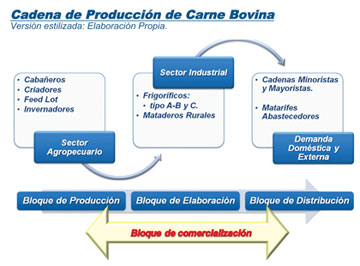 Cadena de Producción de Carne Bovina
Versión estilizada: Elaboración Propia.
• Cabañeros
• Criadores
• Feed Lot
• Invernadores
Sector
Agropecuario
Sector Industrial
• Frigoríficos:
• tipo A-B y C.
• Mataderos Rurales
• Cadenas Minoristas
y Mayoristas.
• Matarifes
Abastecedores
Demanda
Doméstica y
Externa
Bloque de Producción
Bloque de Elaboración
Bloque de Distribución
Bloque de comercialización